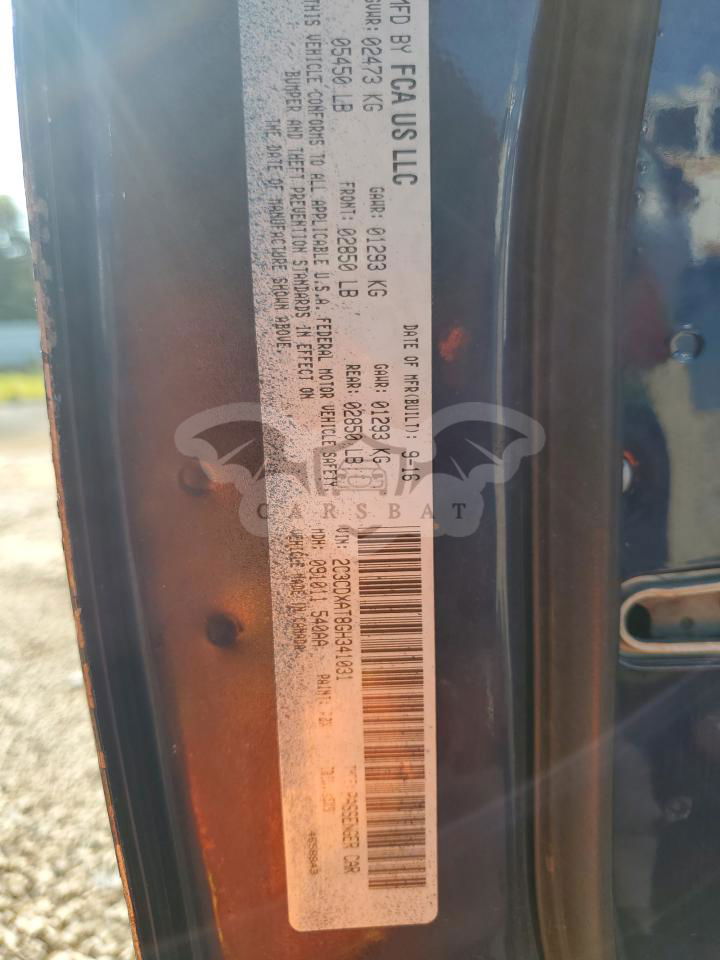 MFD BY FCA US LLC
DATE OF MFR(BUILT): 9-16
GVWR: 02473 KG
GAWR: 01293 KG
GAWR: 01293 KG
05450 LB
FRONT: 02850 LB
REAR: 02850 LB
THIS VEHICLE CONFORMS TO ALL APPLICABLE U.S.A. FEDERAL MOTOR VEHICLE SAFETY
BUMPER AND THEFT PREVENTION STANDARDS IN EFFECT ON
THE DATE OF MANUFACTURE SHOWN ABOVE.
VIN: 2C3CDXAT8GH341031
PASSENGER CAR
MDH: 091011 540AA
PAINT:
VEHICLE MADE IN CANADA
CARSBAT